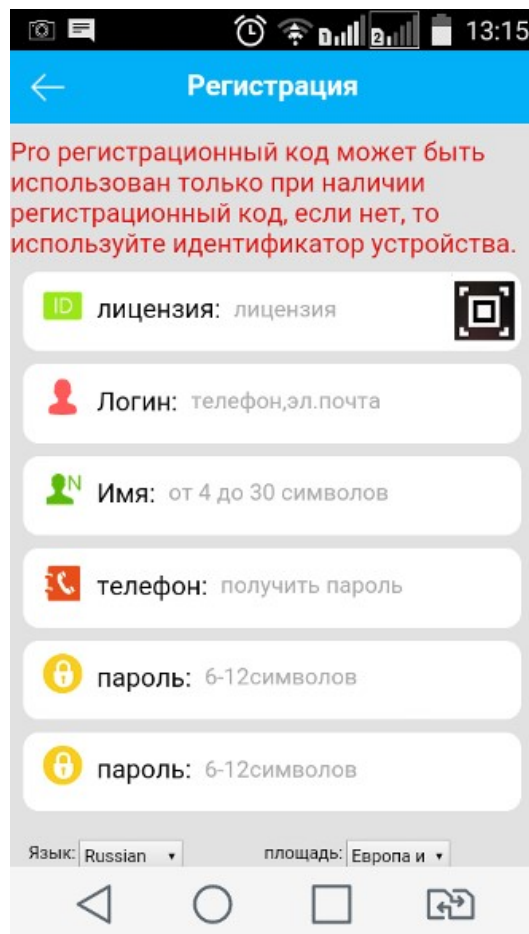 1 2 13:15
Регистрация
Pro регистрационный код может быть
использован только при наличии
регистрационный код, если нет, то
используйте идентификатор устройства.
ID лицензия: лицензия
Логин: телефон,эл.почта
N Имя: от 4 до 30 символов
телефон: получить пароль
пароль: 6-12символов
пароль: 6-12символов
Язык: Russian площадь: Европа и